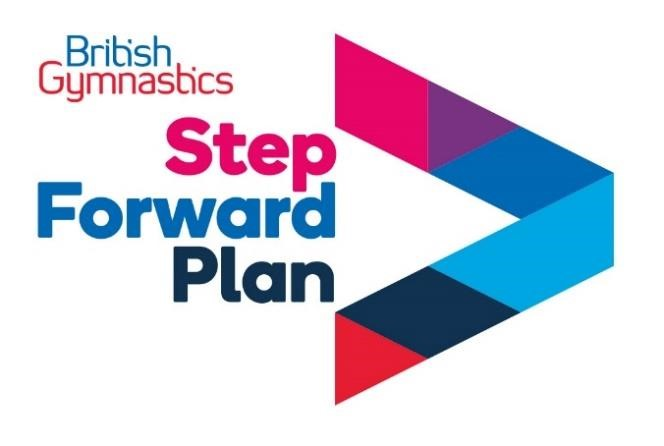 British
Gymnastics
Step
Forward
Plan